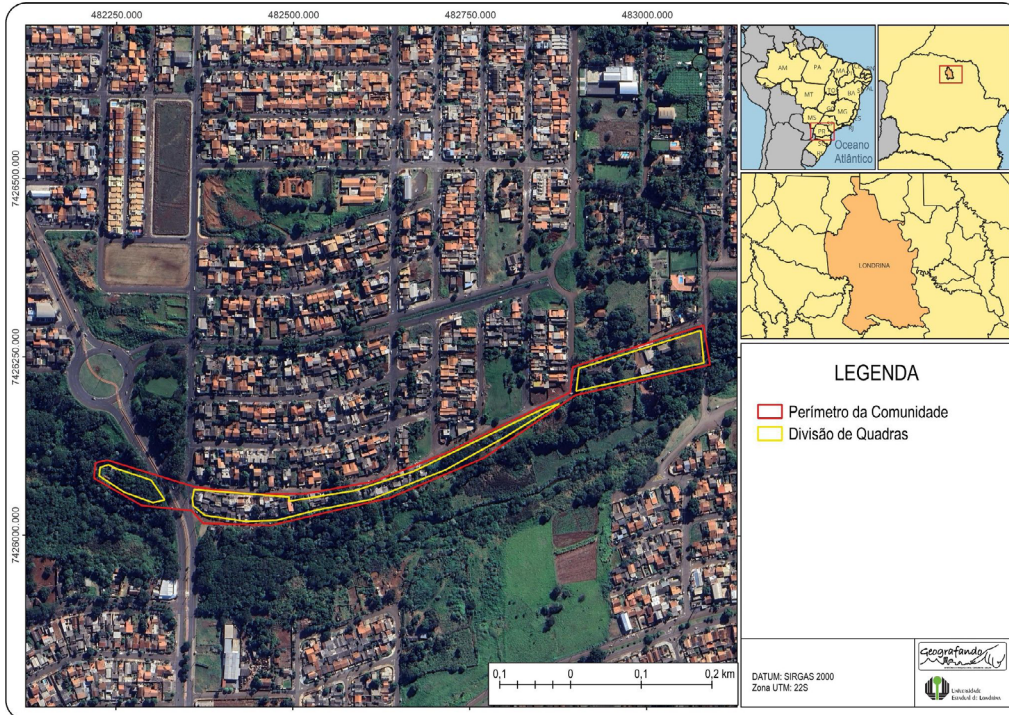 482250.000
482500.000
482750.000
483000.000
7426500.000
7426250.000
7426000.000
AM
PA
MA
TO
MT
BA
MS
MG
PR
Oceano
Atlântico
LONDRINA
LEGENDA
Perímetro da Comunidade
Divisão de Quadras
0,1 0 0,1 0,2 km
DATUM: SIRGAS 2000
Zona UTM: 22S
Geografando
Universidade
Estadual de Londrina